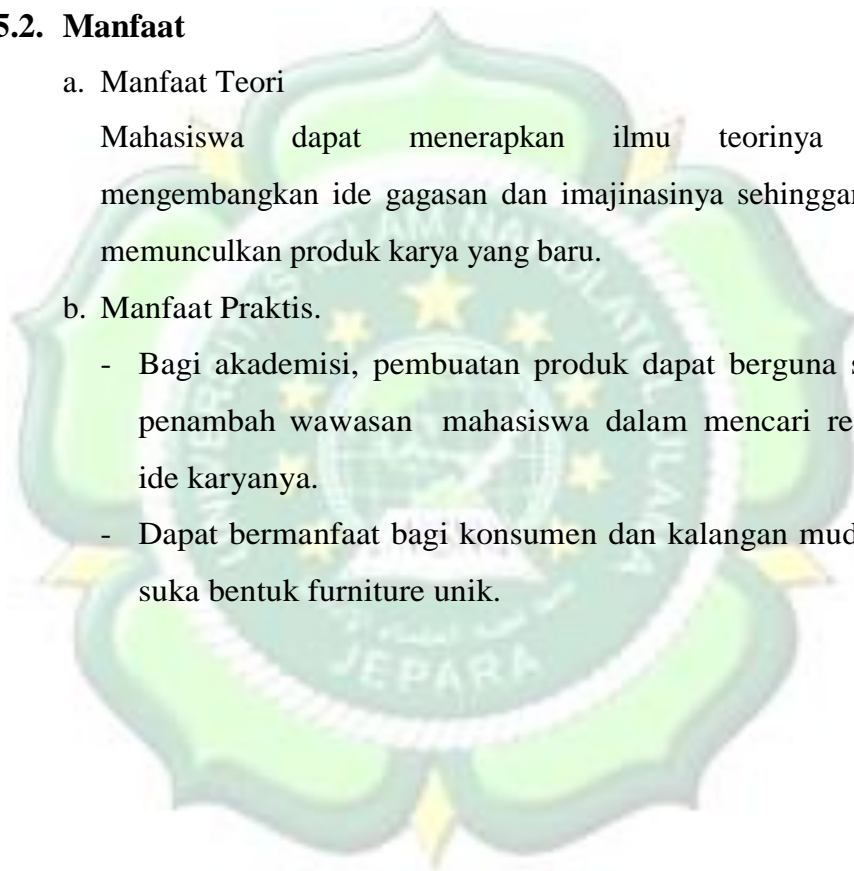 5.2. Manfaat
a. Manfaat Teori
Mahasiswa dapat menerapkan ilmu teorinya
mengembangkan ide gagasan dan imajinasinya sehingga
memunculkan produk karya yang baru.
b. Manfaat Praktis.
- Bagi akademisi, pembuatan produk dapat berguna
penambah wawasan mahasiswa dalam mencari
ide karyanya.
- Dapat bermanfaat bagi konsumen dan kalangan
suka bentuk furniture unik.
JEPARA